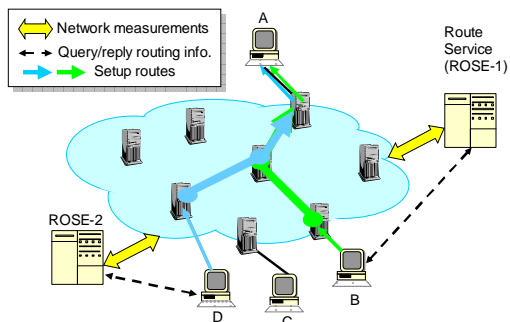 Network measurements
Query/reply routing info.
Setup routes
A
Route
Service
(ROSE-1)
ROSE-2
B
D
C